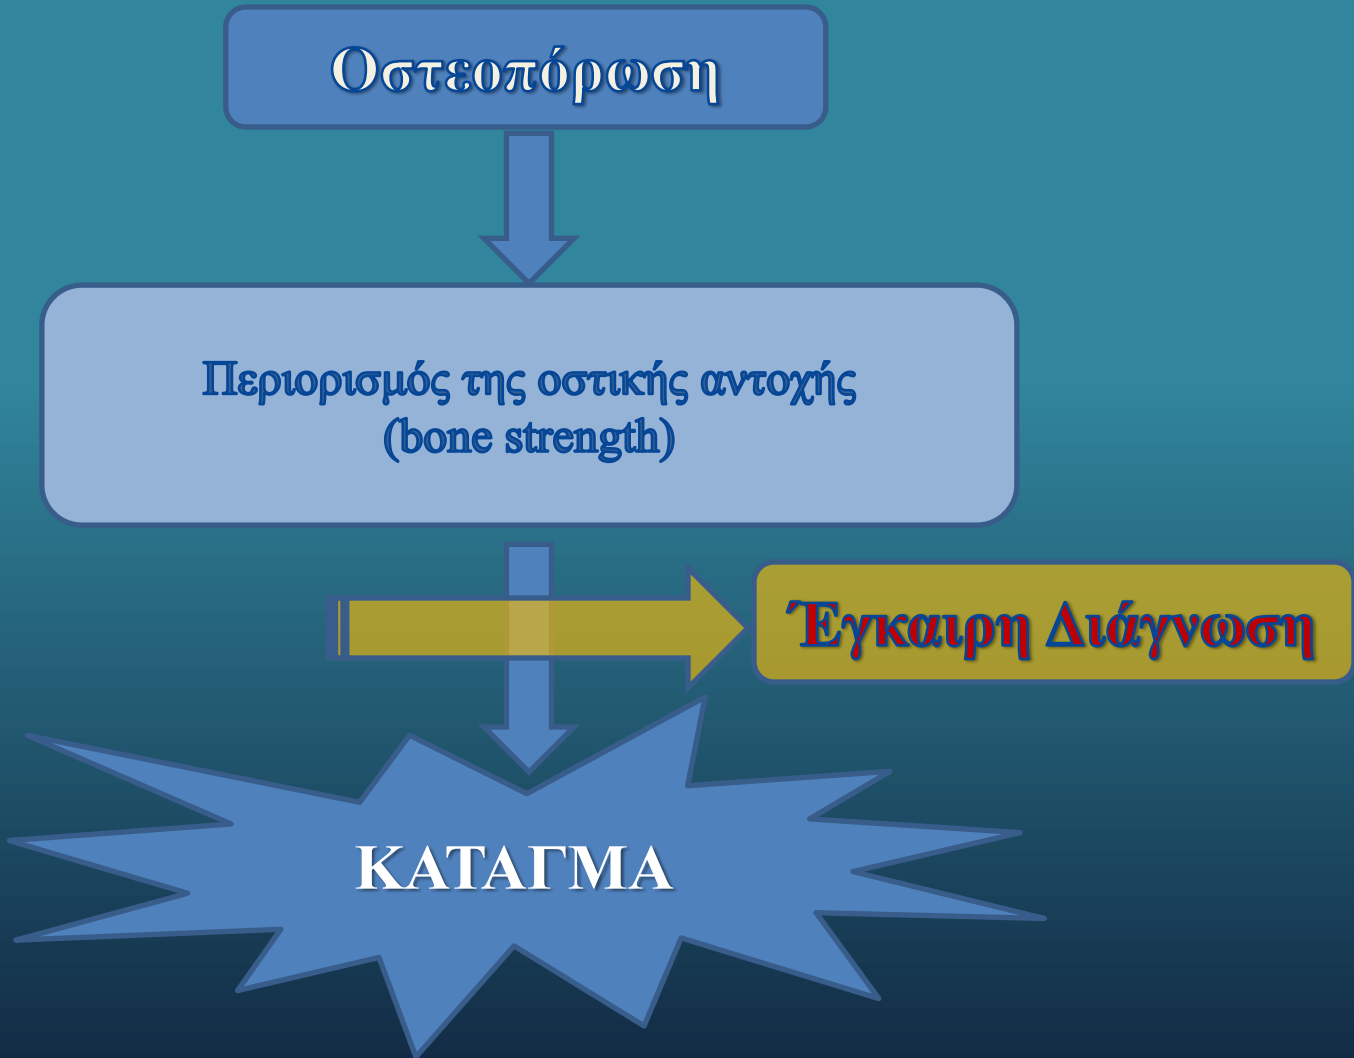 Οστεοπόρωση
Περιορισμός της οστικής αντοχής
(bone strength)
Έγκαιρη Διάγνωση
ΚΑΤΑΓΜΑ